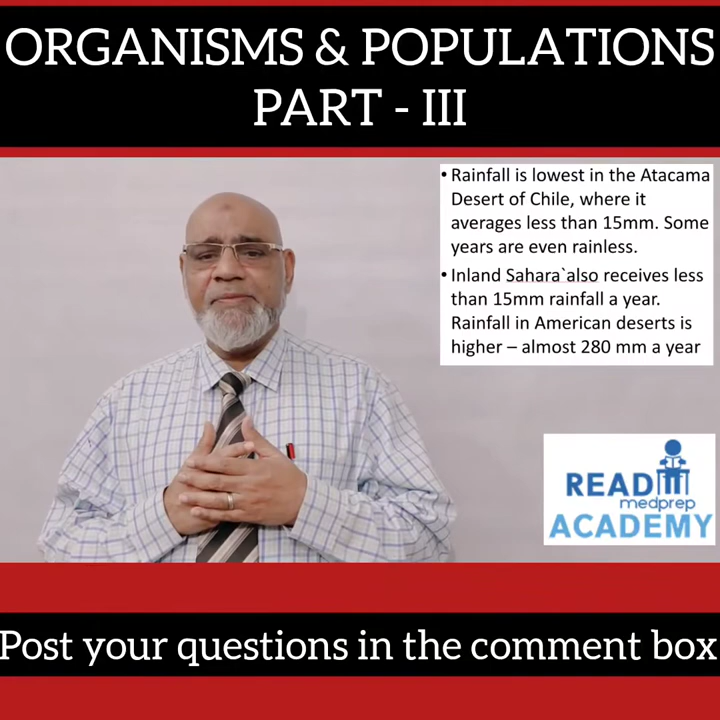 ORGANISMS & POPULATIONS
PART - III
• Rainfall is lowest in the Atacama
Desert of Chile, where it
averages less than 15mm. Some
years are even rainless.
• Inland Sahara`also receives less
than 15mm rainfall a year.
Rainfall in American deserts is
higher – almost 280 mm a year
READ
medprep
ACADEMY
Post your questions in the comment box